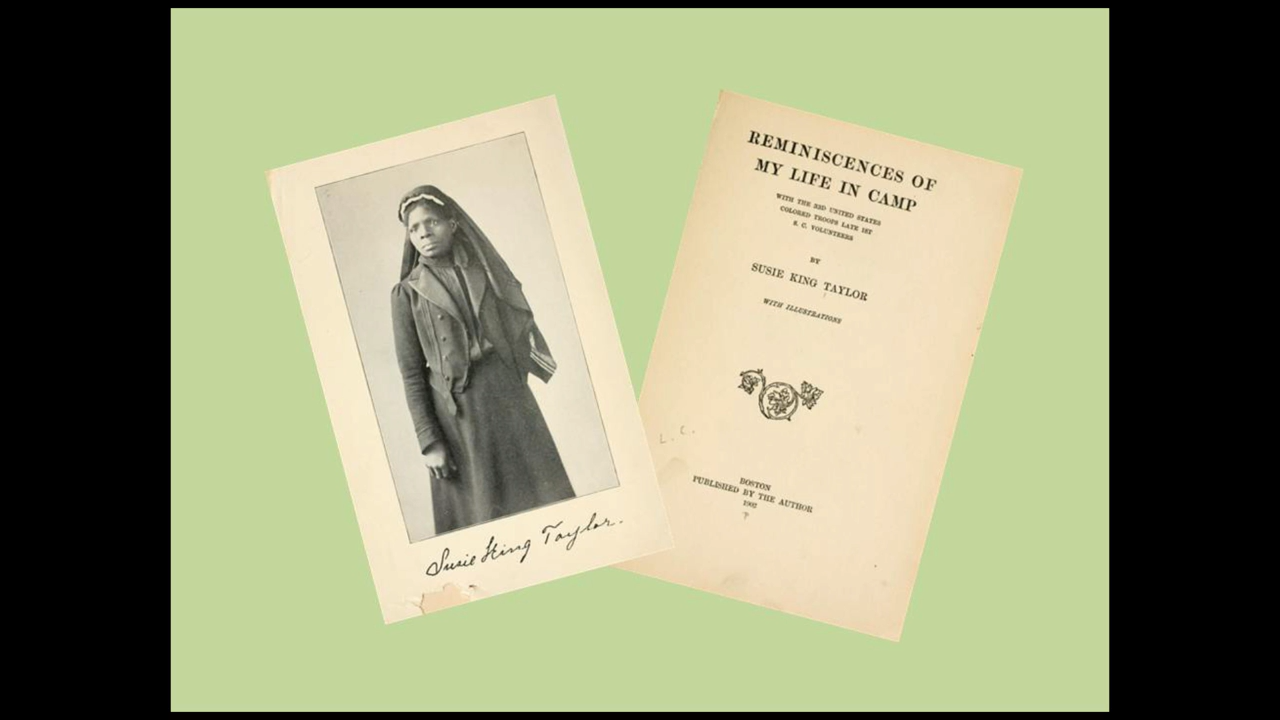 Susie King Taylor.
REMINISCENCES OF
MY LIFE IN CAMP
WITH THE 33D UNITED STATES
COLORED TROOPS LATE 1ST
S. C. VOLUNTEERS
BY
SUSIE KING TAYLOR
WITH ILLUSTRATIONS
L. C.
BOSTON
PUBLISHED BY THE AUTHOR
1902